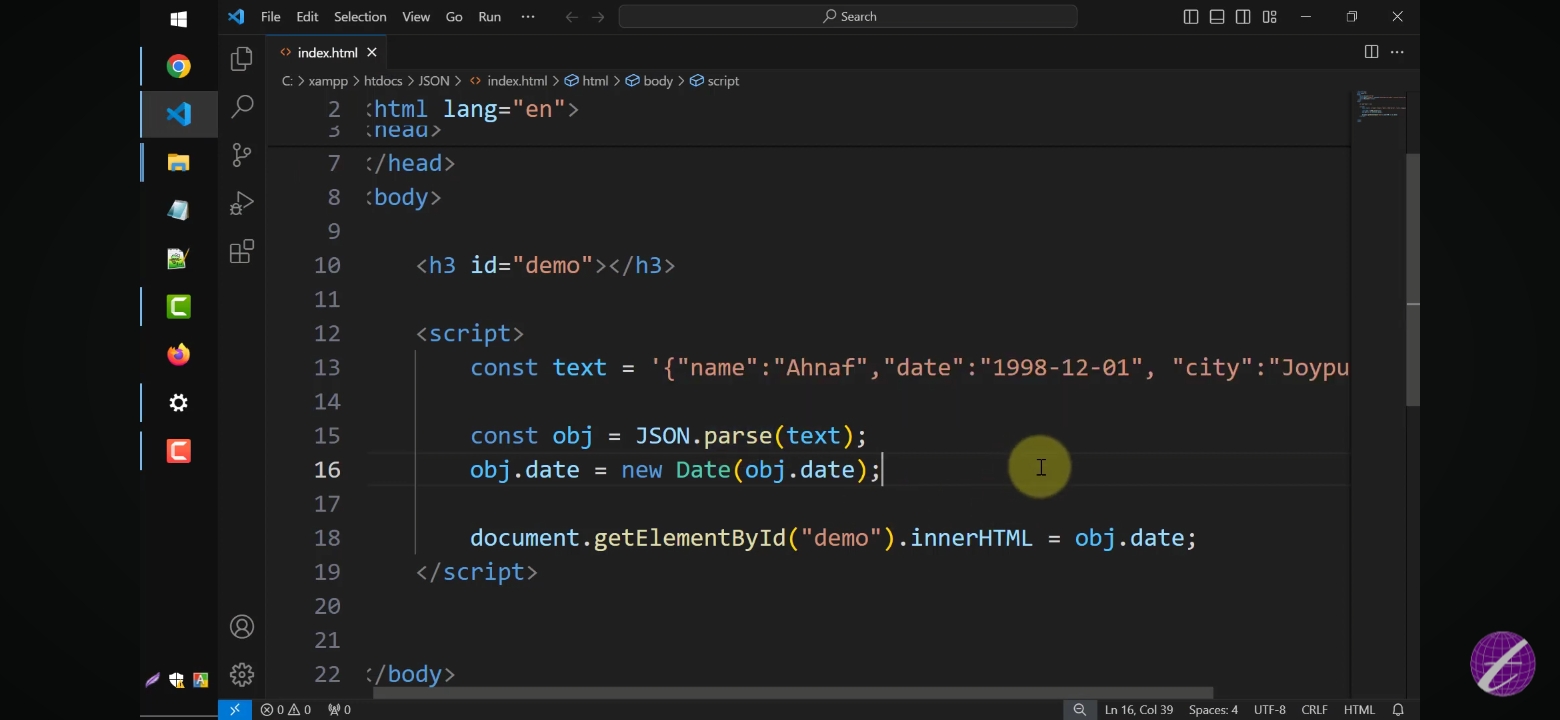 File Edit Selection View Go Run ··· Search
index.html
C: > xampp > htdocs > JSON > index.html > html > body > script
2 <html lang="en">
3 <head>
7 </head>
8 <body>
9
10 <h3 id="demo"></h3>
11
12 <script>
13 const text = '{"name":"Ahnaf","date":"1998-12-01", "city":"Joypu
14
15 const obj = JSON.parse(text);
16 obj.date = new Date(obj.date);
17
18 document.getElementById("demo").innerHTML = obj.date;
19 </script>
20
21
22 </body>
0 0 0 Ln 16, Col 39 Spaces: 4 UTF-8 CRLF HTML